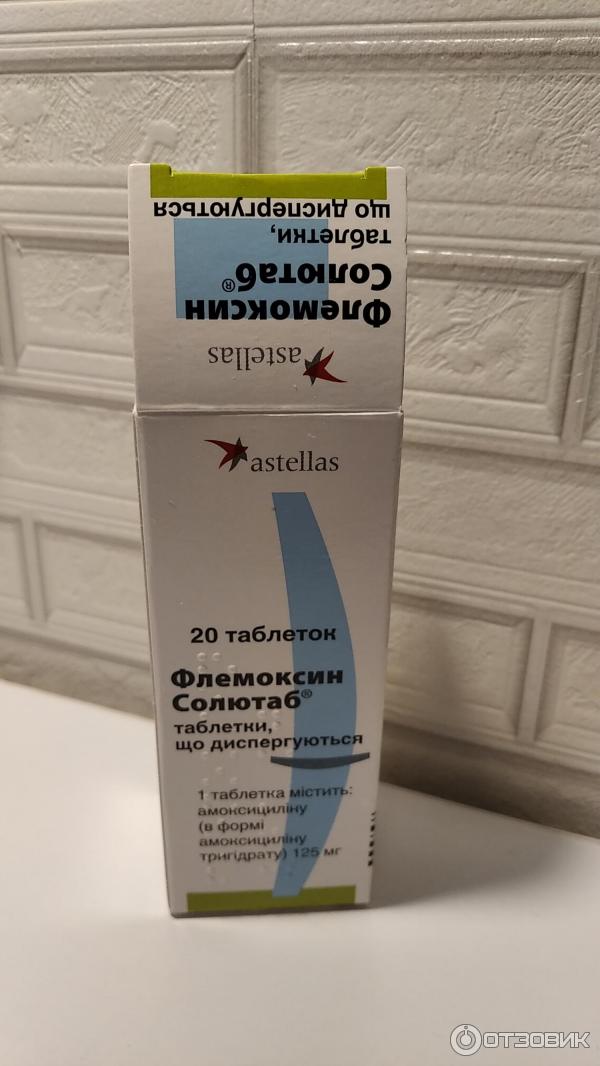 що диспергуються
таблетки,
Солютаб®
Флемоксин
astellas
astellas
20 таблеток
Флемоксин
Солютаб®
таблетки,
що диспергуються
1 таблетка містить:
амоксициліну
(в формі
амоксициліну
тригідрату) 125 мг
ОТЗОВИК